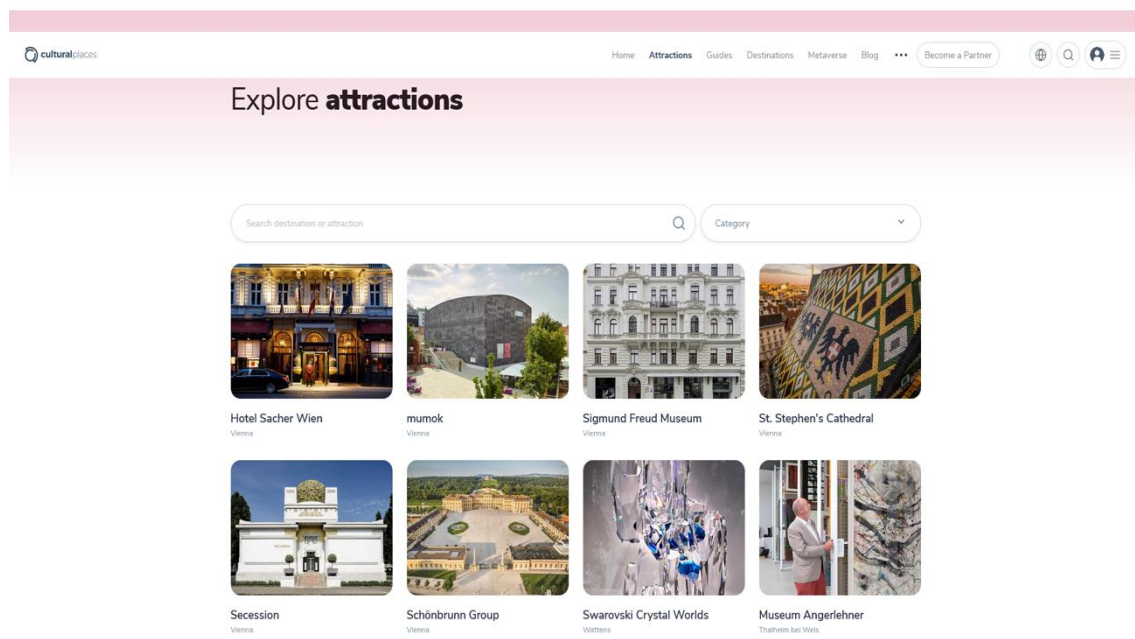 culturalplaces
Home Attractions Guides Destinations Metaverse Blog ••• Become a Partner
Explore attractions
Search destination or attraction
Category
Hotel Sacher Wien mumok Sigmund Freud Museum St. Stephen's Cathedral
Vienna Vienna Vienna Vienna
Secession Schönbrunn Group Swarovski Crystal Worlds Museum Angerlehner
Vienna Vienna Wattens Thalheim bei Wels